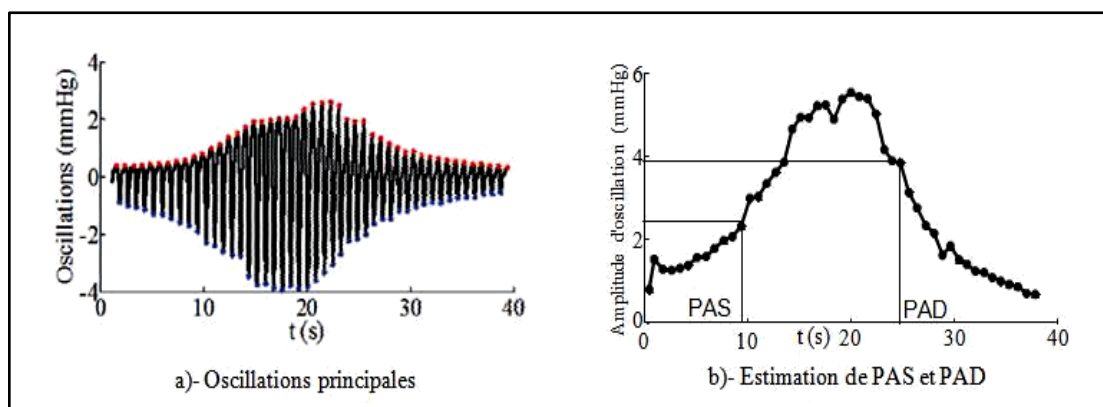 Oscillations (mmHg)
4
2
0
-2
-4
0
10
20
30
40
t (s)
a)- Oscillations principales
Amplitude d'oscillation (mmHg)
6
4
2
0
PAS
PAD
0
10
t (s)
20
30
40
b)- Estimation de PAS et PAD